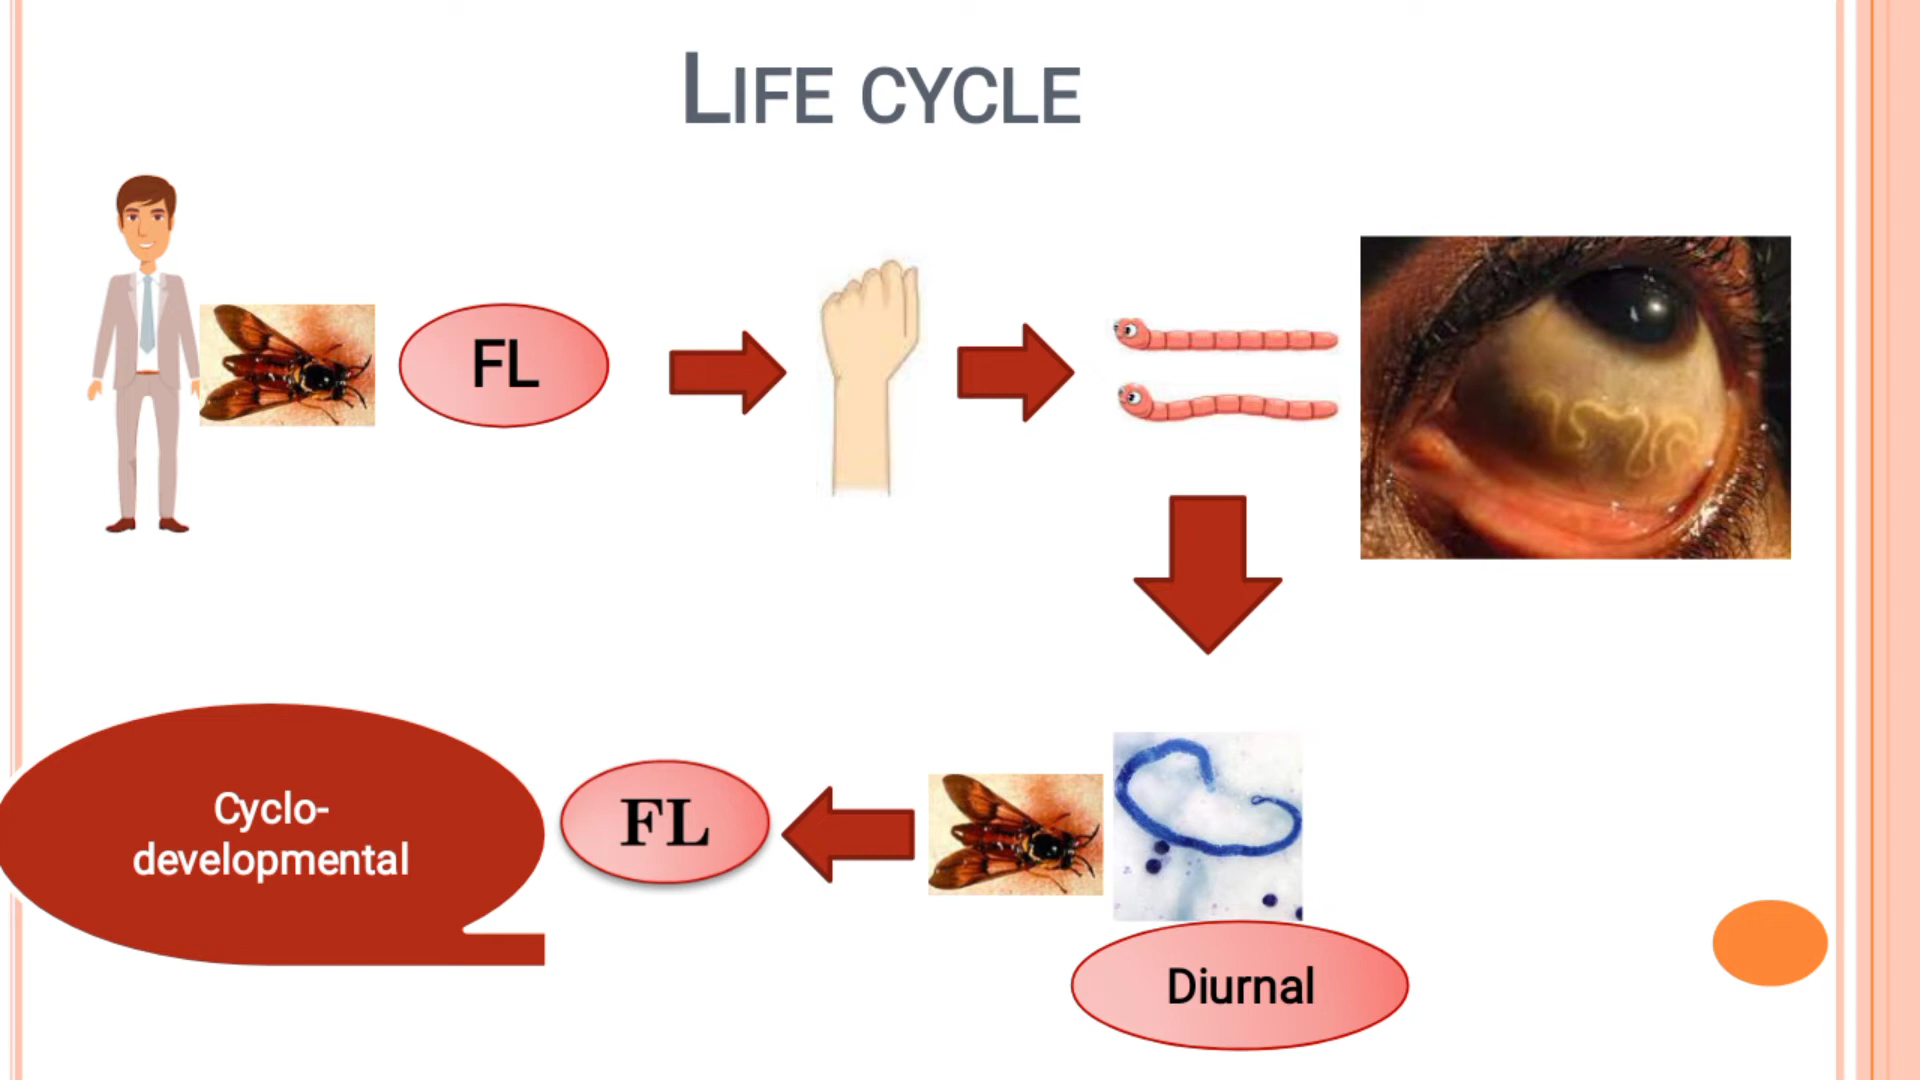 LIFE CYCLE
FL
Cyclo-
developmental
FL
Diurnal